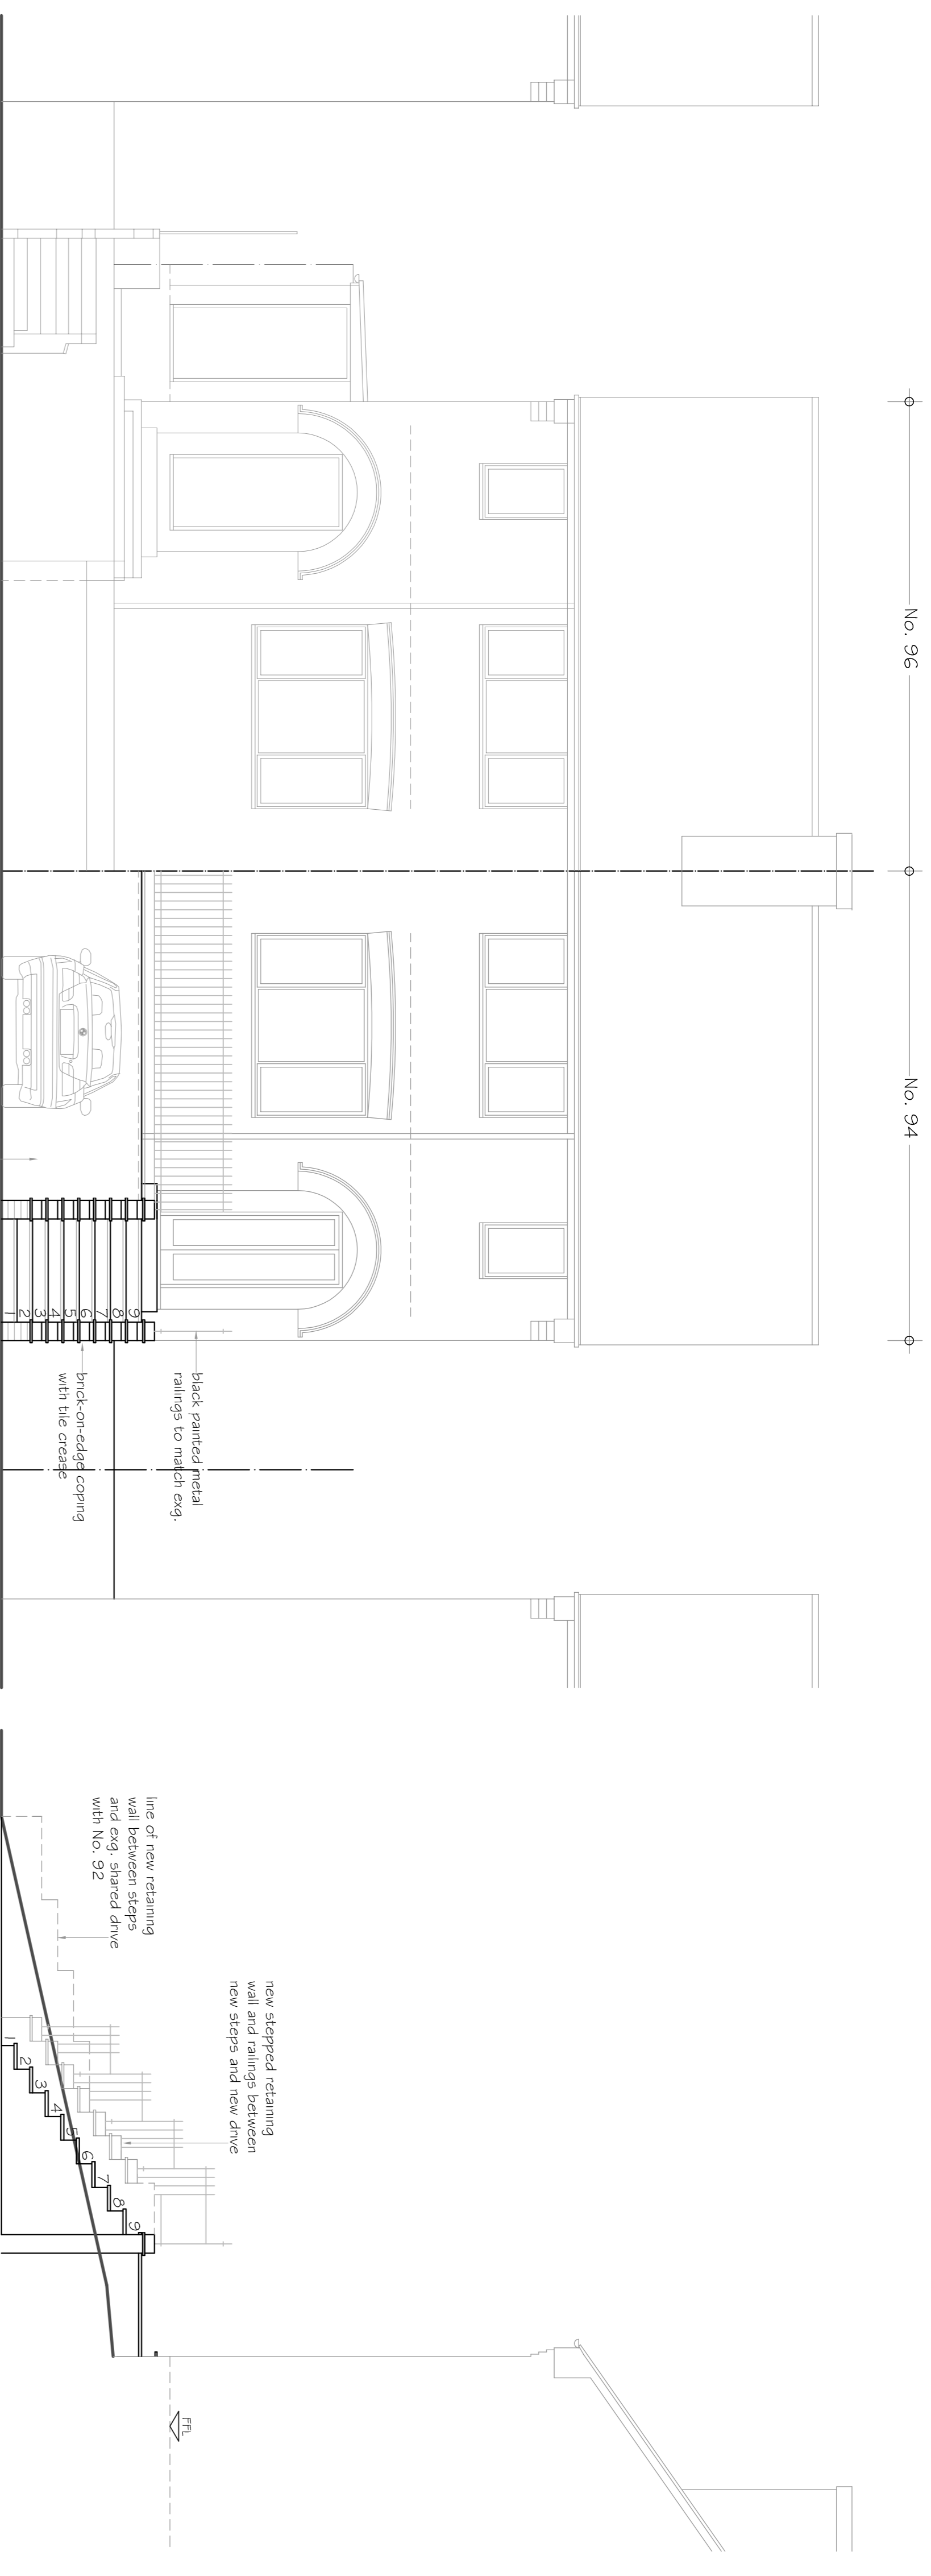 No. 96
No. 94
black painted metal
railings to match exg.
brick-on-edge coping
with tile crease
9
8
7
6
5
4
3
2
1
line of new retaining
wall between steps
and exg. shared drive
with No. 92
new stepped retaining
wall and railings between
new steps and new drive
9
8
7
6
5
4
3
2
1
FFL